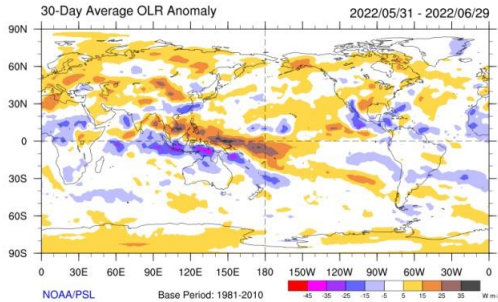 30-Day Average OLR Anomaly 2022/05/31 - 2022/06/29
90N
60N
30N
0
30S
60S
90S
0 30E 60E 90E 120E 150E 180 150W 120W 90W 60W 30W 0
NOAA/PSL Base Period: 1981-2010
-45 -35 -25 -15 -5 5 15 25 35